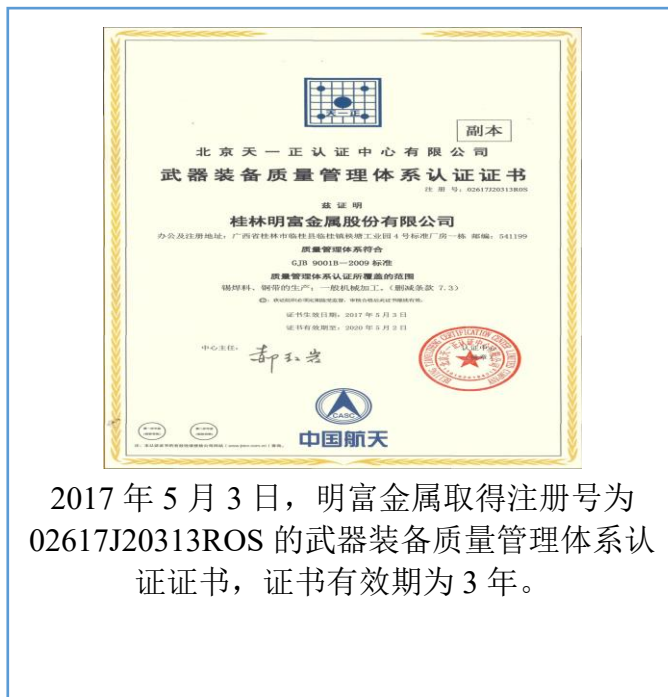 天一正
副本
北京天一正认证中心有限公司
武器装备质量管理体系认证证书
注册号：02617J20313R0S
兹证明
桂林明富金属股份有限公司
办公及注册地址：广西省桂林市临桂县临桂镇秧塘工业园4号标准厂房一栋 邮编：541199
质量管理体系符合
GJB 9001B—2009 标准
质量管理体系认证所覆盖的范围
锡焊料、铜带的生产；一般机械加工。（删减条款 7.3）
证书生效日期：2017 年 5 月 3 日
证书有效期至：2020 年 5 月 2 日
中心主任：
CASC
中国航天
2017 年 5 月 3 日，明富金属取得注册号为
02617J20313ROS 的武器装备质量管理体系认
证证书，证书有效期为 3 年。